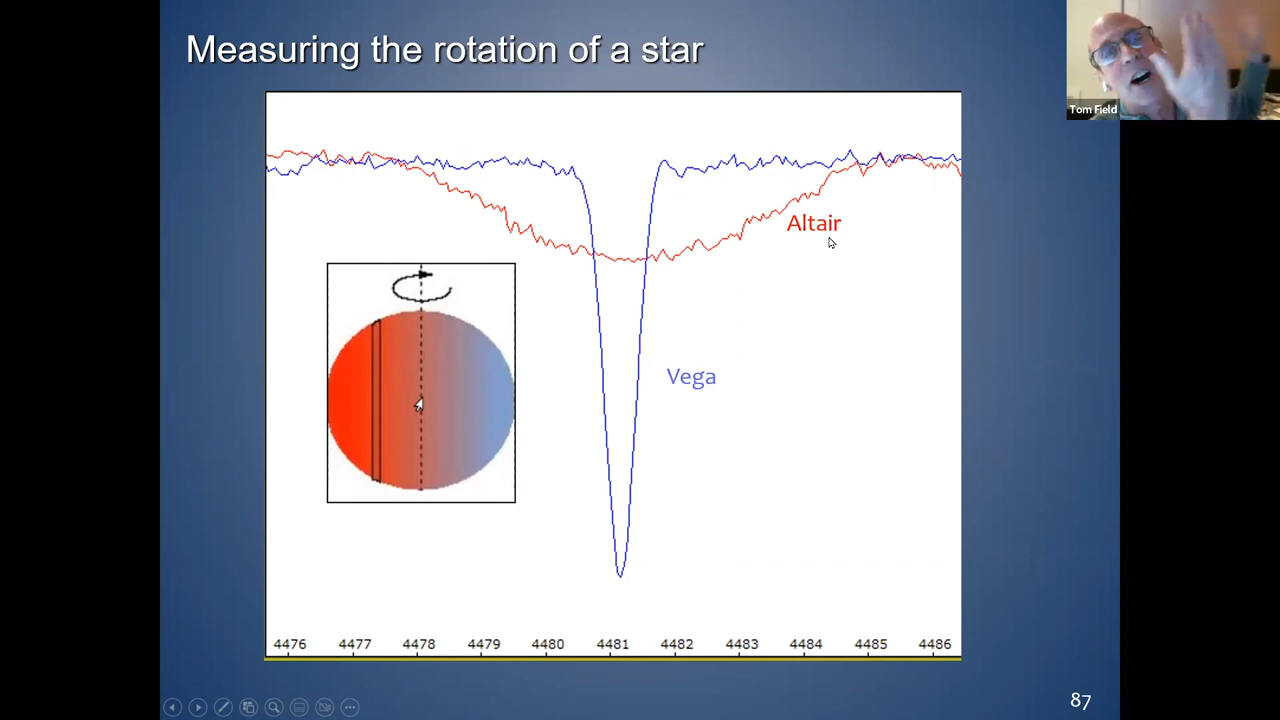 Measuring the rotation of a star
Tom Field
Altair
Vega
4476 4477 4478 4479 4480 4481 4482 4483 4484 4485 4486
87